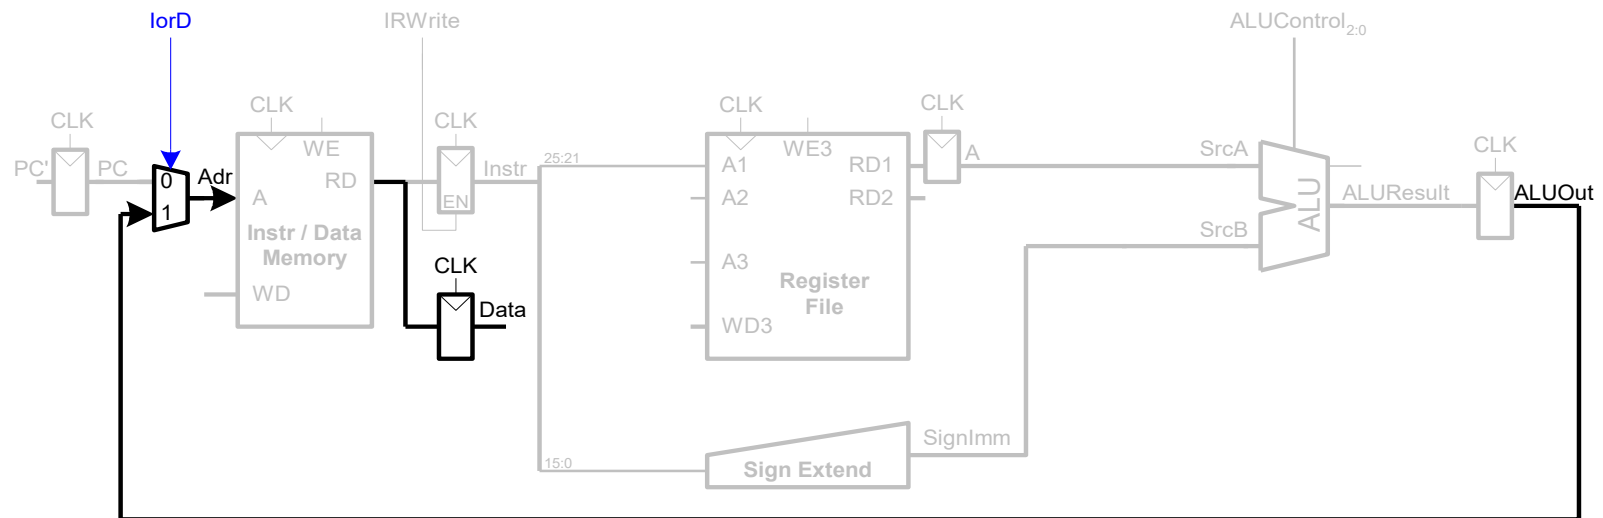 IorD
IRWrite
ALUControl2:0
CLK
CLK
CLK
CLK
CLK
CLK
PC'
PC
0
1
Adr
WE
RD
A
Instr / Data
Memory
WD
EN
Instr
CLK
Data
25:21
15:0
A1
A2
A3
WD3
WE3
RD1
RD2
Register
File
A
SrcA
SrcB
ALU
ALUResult
ALUOut
SignImm
Sign Extend